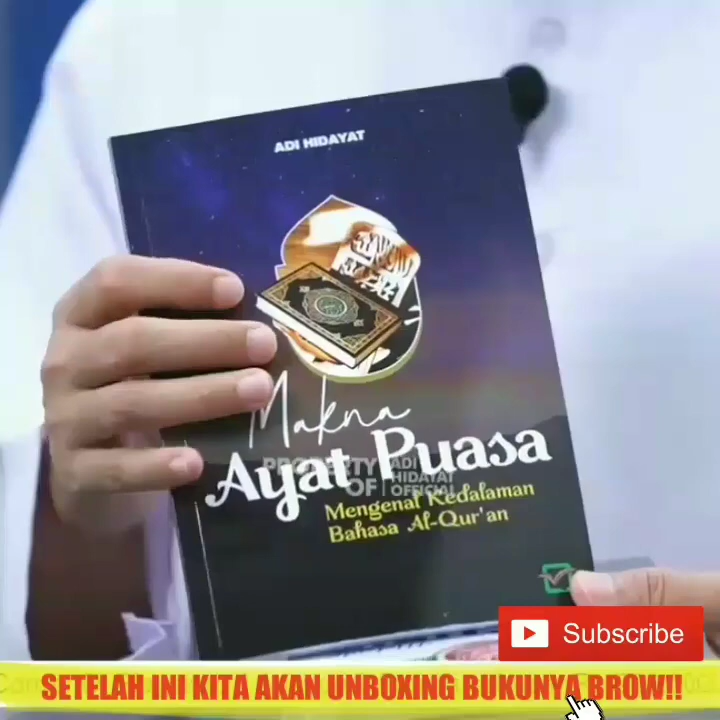 ADI HIDAYAT
Makna
Ayat Puasa
PROPERTY OF
ADI HIDAYAT OFFICIAL
Mengenal Kedalaman
Bahasa Al-Qur'an
Subscribe
SETELAH INI KITA AKAN UNBOXING BUKUNYA BROW!!